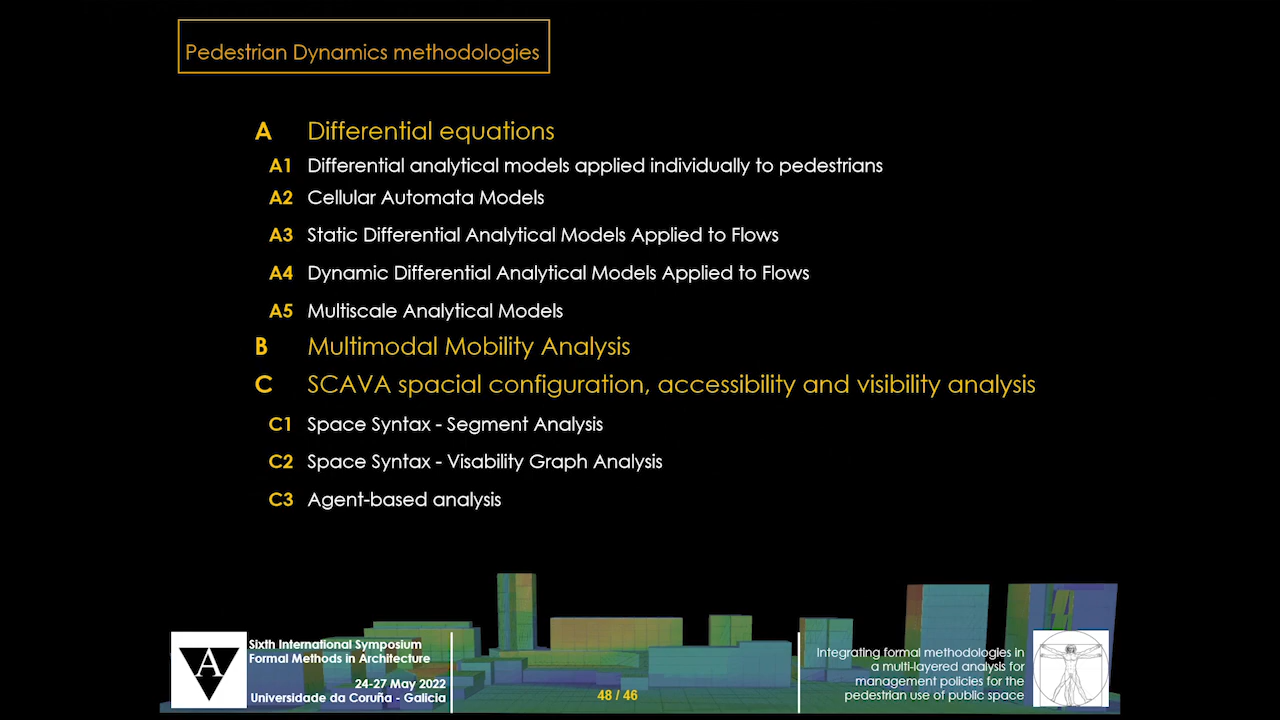 Pedestrian Dynamics methodologies
A Differential equations
A1 Differential analytical models applied individually to pedestrians
A2 Cellular Automata Models
A3 Static Differential Analytical Models Applied to Flows
A4 Dynamic Differential Analytical Models Applied to Flows
A5 Multiscale Analytical Models
B Multimodal Mobility Analysis
C SCAVA spacial configuration, accessibility and visibility analysis
C1 Space Syntax - Segment Analysis
C2 Space Syntax - Visability Graph Analysis
C3 Agent-based analysis
A
Sixth International Symposium
Formal Methods in Architecture
24-27 May 2022
Universidade da Coruña - Galicia
48 / 46
Integrating formal methodologies in
a multi-layered analysis for
management policies for the
pedestrian use of public space